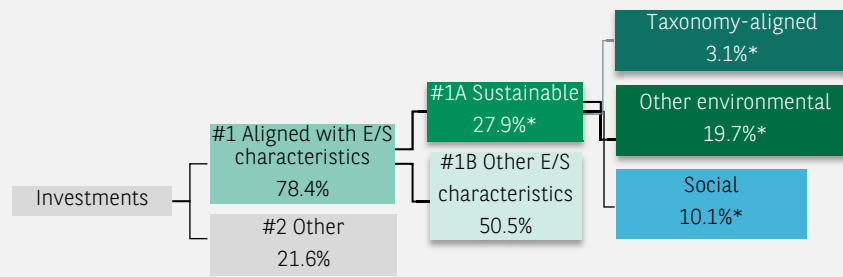 Investments
#1 Aligned with E/S
characteristics
78.4%
#2 Other
21.6%
#1A Sustainable
27.9%*
#1B Other E/S
characteristics
50.5%
Taxonomy-aligned
3.1%*
Other environmental
19.7%*
Social
10.1%*